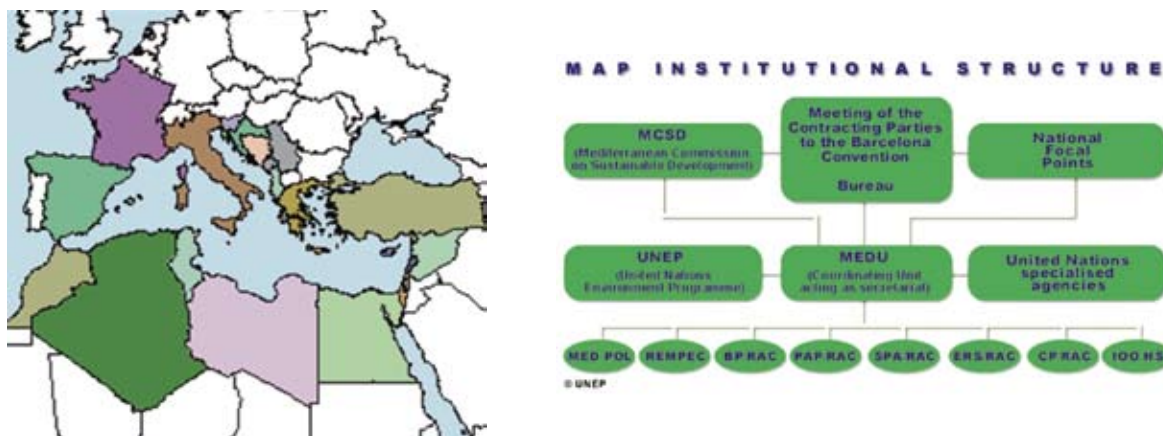 MAP INSTITUTIONAL STRUCTURE
MCSD
(Mediterranean Commission
on Sustainable Development)
Meeting of the
Contracting Parties
to the Barcelona
Convention
Bureau
National
Focal
Points
UNEP
(United Nations
Environment Programme)
MEDU
(Coordinating Unit
acting as secretariat)
United Nations
specialised
agencies
MED POL
REMPEC
BP/RAC
PAP/RAC
SPA/RAC
ERS/RAC
CP/RAC
100 HS
© UNEP